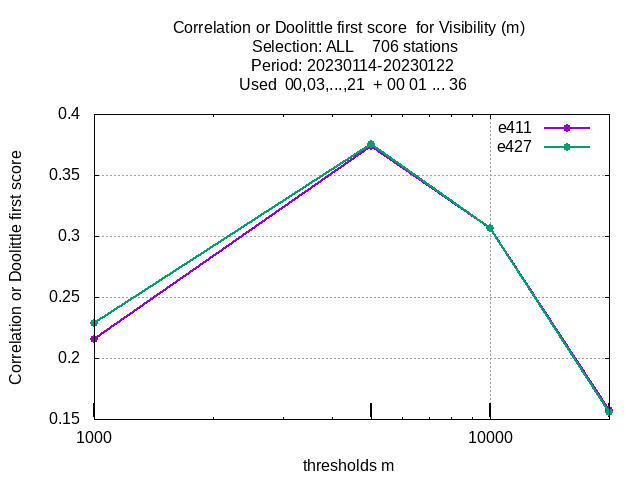 Correlation or Doolittle first score  for Visibility (m)
Selection: ALL    706 stations
Period: 20230114-20230122
Used  00,03,...,21  + 00 01 ... 36
e411
e427
Correlation or Doolittle first score
0.4
0.35
0.3
0.25
0.2
0.15
1000
10000
thresholds m